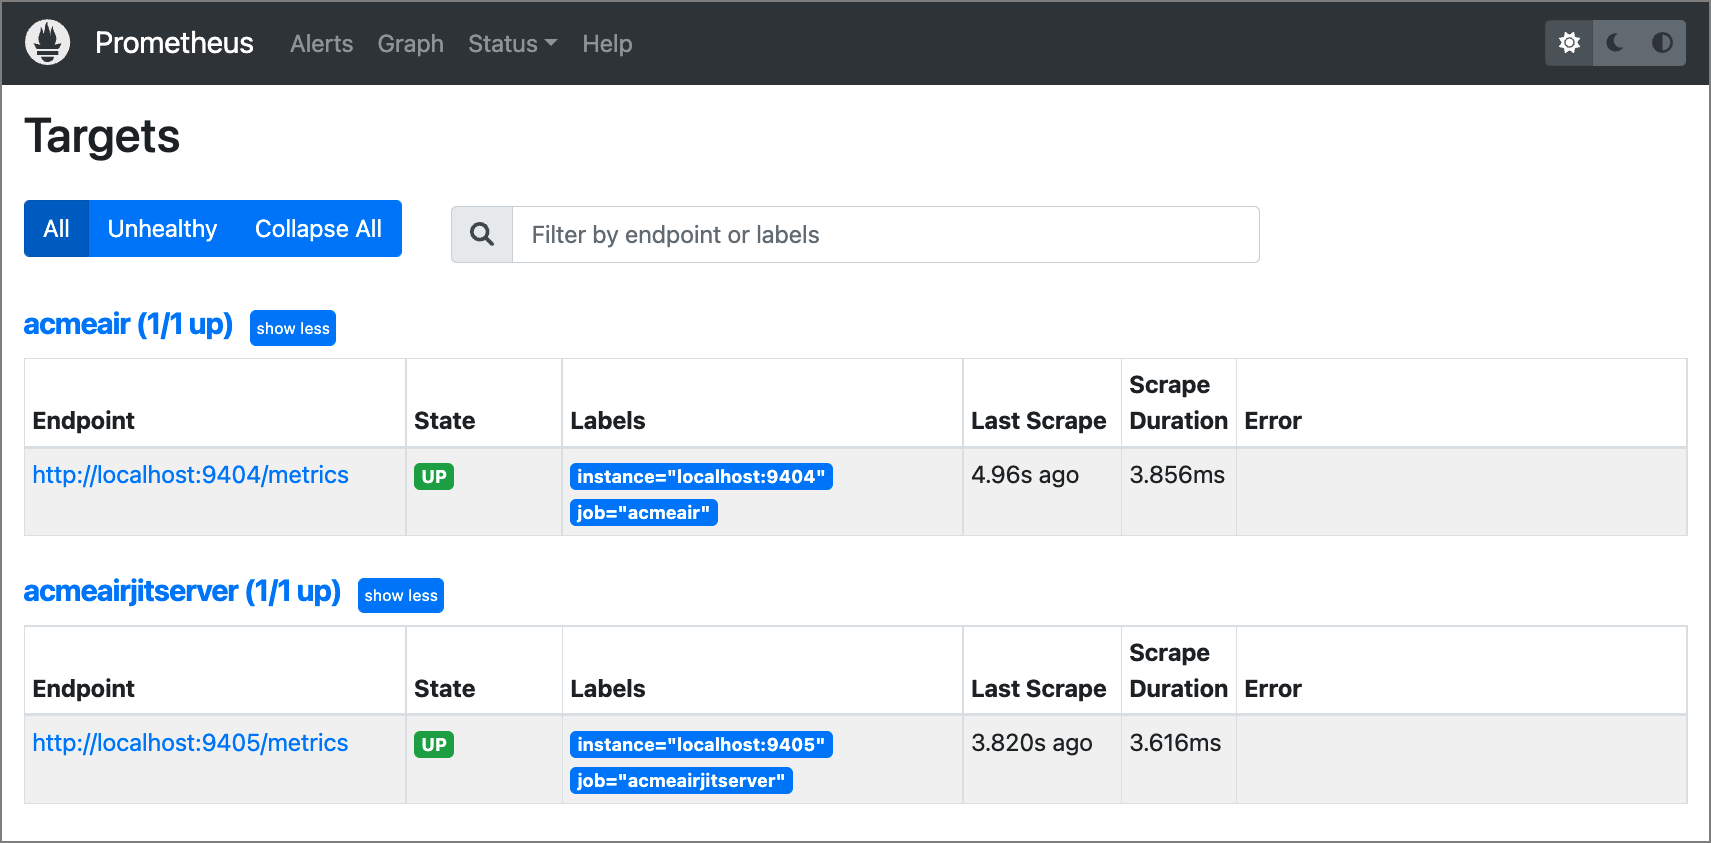 Prometheus Alerts Graph Status Help
Targets
All Unhealthy Collapse All
Filter by endpoint or labels
acmeair (1/1 up) show less
Endpoint State Labels Last Scrape Scrape Duration Error
http://localhost:9404/metrics UP instance="localhost:9404" 4.96s ago 3.856ms
job="acmeair"
acmeairjitserver (1/1 up) show less
Endpoint State Labels Last Scrape Scrape Duration Error
http://localhost:9405/metrics UP instance="localhost:9405" 3.820s ago 3.616ms
job="acmeairjitserver"